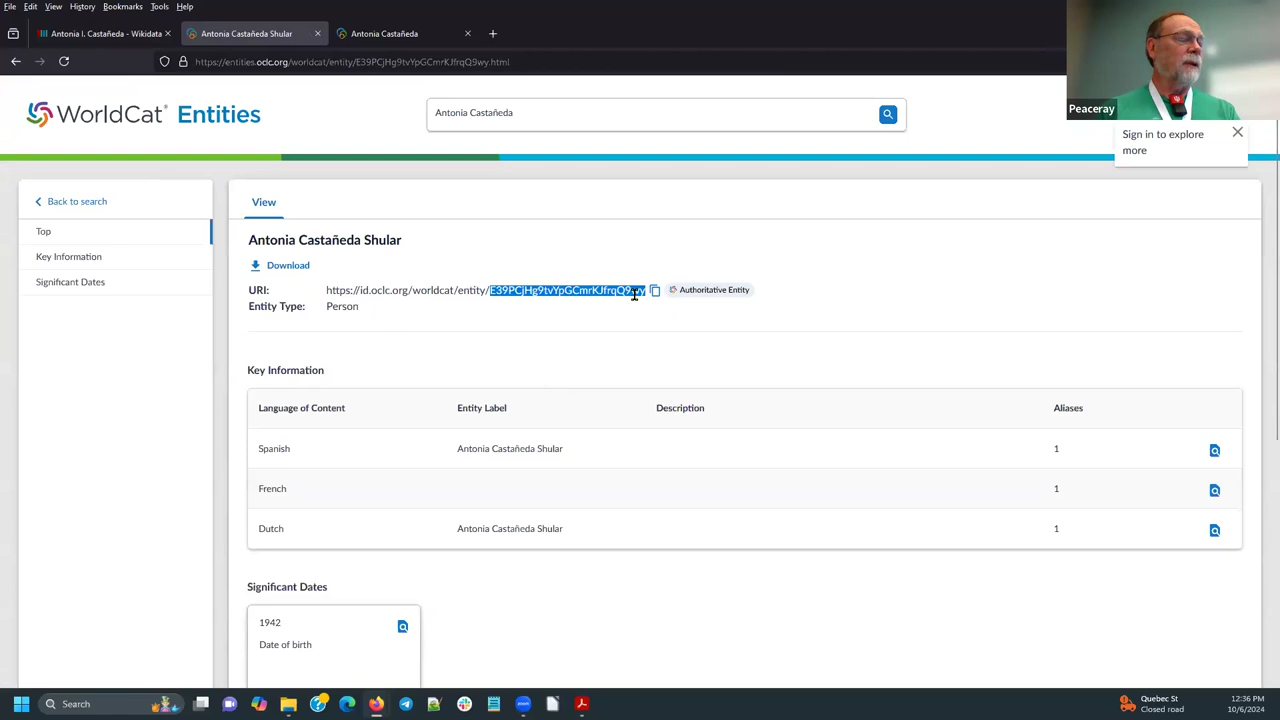 File Edit View History Bookmarks Tools Help
Antonia I. Castañeda - Wikidata
Antonia Castañeda Shular
Antonia Castañeda
https://entities.oclc.org/worldcat/entity/E39PCjHg9tvYpGCmrKJfrqQ9wy.html
Peaceray
WorldCat® Entities
Antonia Castañeda
Sign in to explore
more
Back to search
Top
Key Information
Significant Dates
View
Antonia Castañeda Shular
Download
URI: https://id.oclc.org/worldcat/entity/E39PCjHg9tvYpGCmrKJfrqQ9wy Authoritative Entity
Entity Type: Person
Key Information
Language of Content Entity Label Description Aliases
Spanish Antonia Castañeda Shular 1
French 1
Dutch Antonia Castañeda Shular 1
Significant Dates
1942
Date of birth
Search
Quebec St
Closed road
12:36 PM
10/6/2024